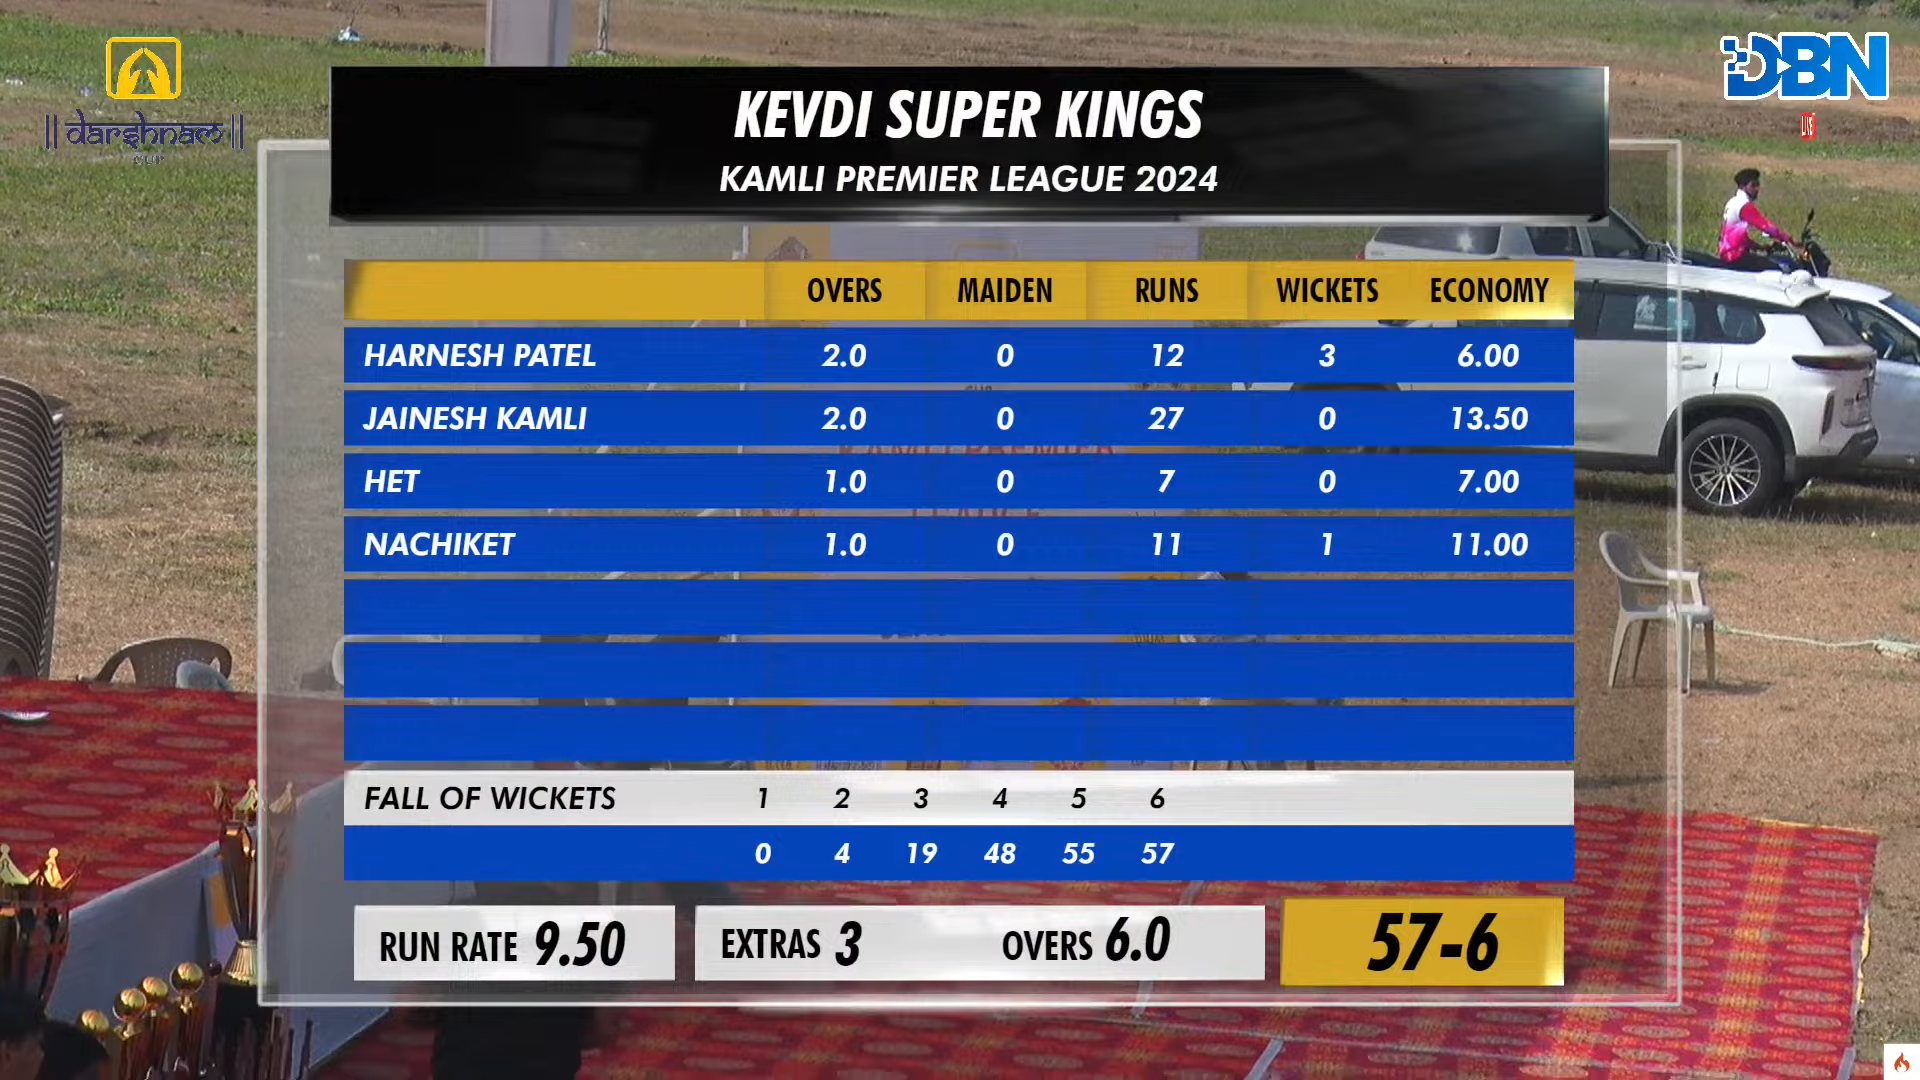 || darshnam ||
CUP
DBN
LIVE
KEVDI SUPER KINGS
KAMLI PREMIER LEAGUE 2024
OVERS MAIDEN RUNS WICKETS ECONOMY
HARNESH PATEL 2.0 0 12 3 6.00
JAINESH KAMLI 2.0 0 27 0 13.50
HET 1.0 0 7 0 7.00
NACHIKET 1.0 0 11 1 11.00
FALL OF WICKETS 1 2 3 4 5 6
0 4 19 48 55 57
RUN RATE 9.50 EXTRAS 3 OVERS 6.0 57-6